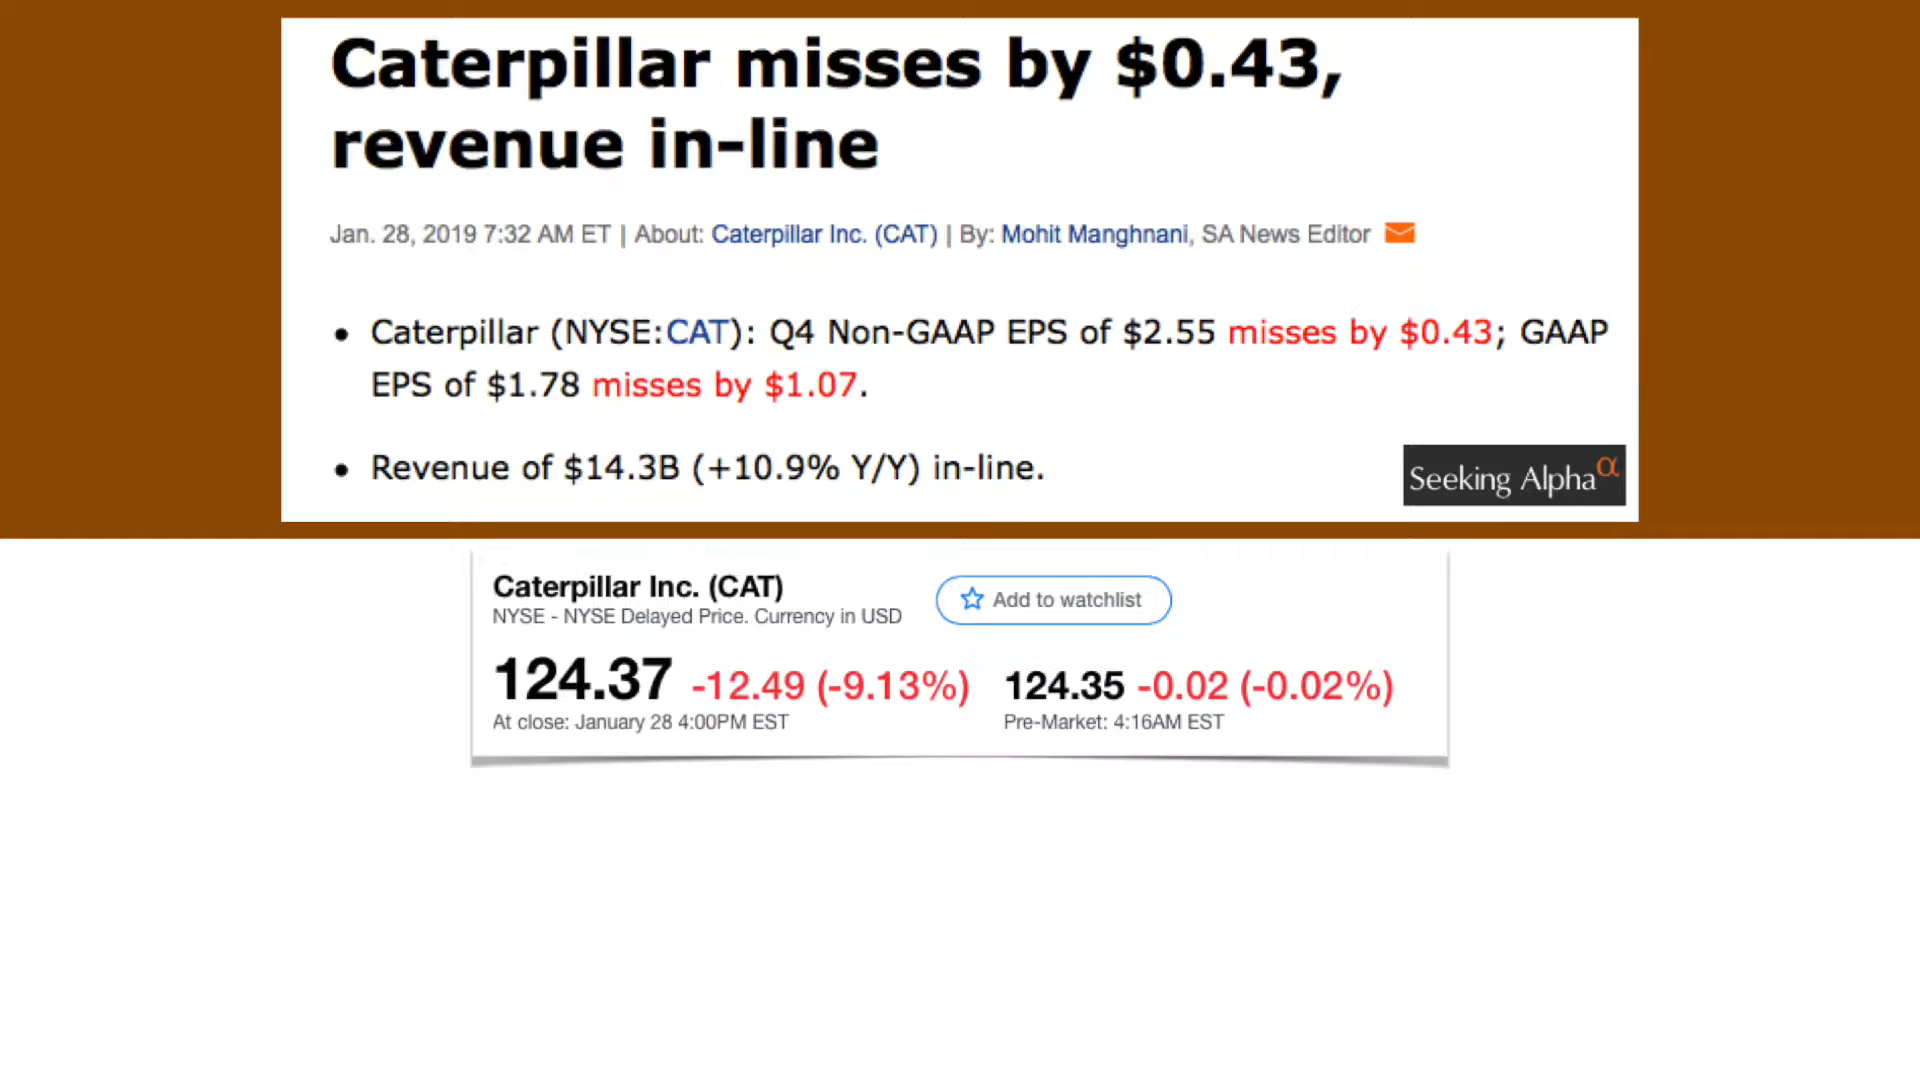 Caterpillar misses by $0.43,
revenue in-line
Jan. 28, 2019 7:32 AM ET | About: Caterpillar Inc. (CAT) | By: Mohit Manghnani, SA News Editor
• Caterpillar (NYSE:CAT): Q4 Non-GAAP EPS of $2.55 misses by $0.43; GAAP
EPS of $1.78 misses by $1.07.
• Revenue of $14.3B (+10.9% Y/Y) in-line.
Seeking Alpha α
Caterpillar Inc. (CAT)
NYSE - NYSE Delayed Price. Currency in USD
Add to watchlist
124.37 -12.49 (-9.13%)
At close: January 28 4:00PM EST
124.35 -0.02 (-0.02%)
Pre-Market: 4:16AM EST